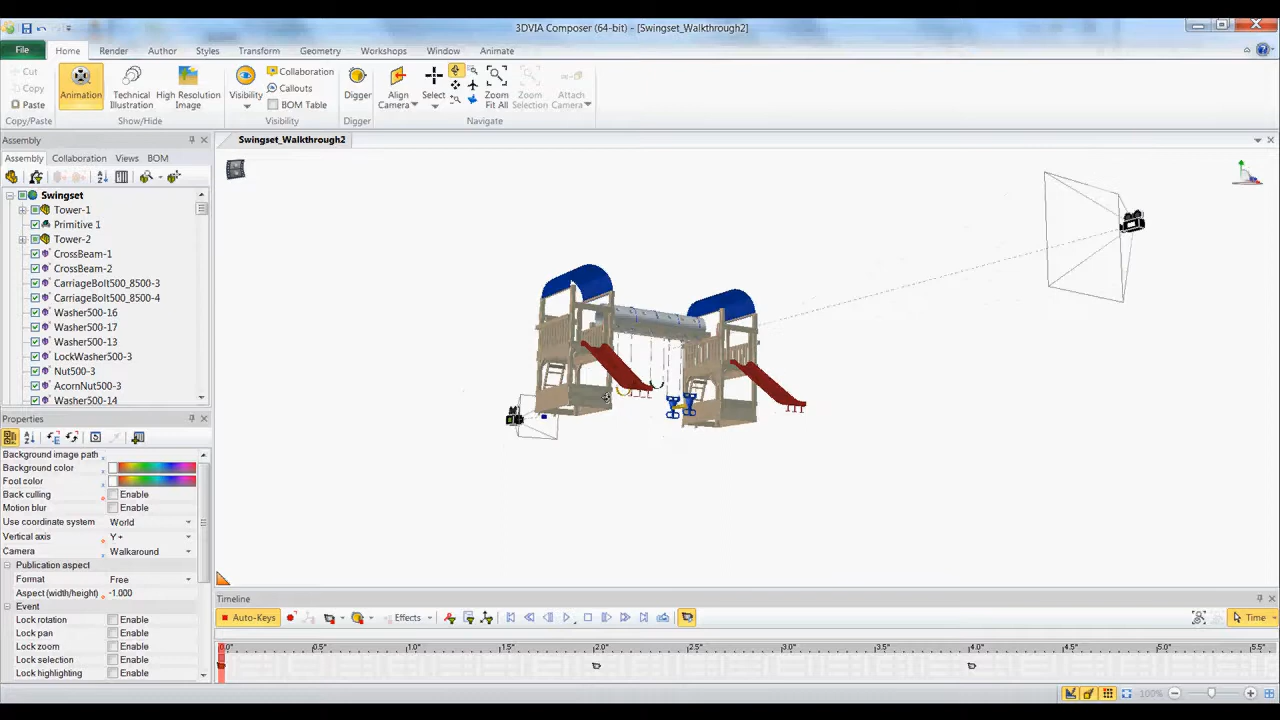 3DVIA Composer (64-bit) - [Swingset_Walkthrough2]
File Home Render Author Styles Transform Geometry Workshops Window Animate
Cut
Copy
Paste
Animation
Technical Illustration
High Resolution Image
Visibility
Collaboration
Callouts
BOM Table
Digger
Align Camera
Select
Zoom Fit All
Zoom Selection
Attach Camera
Copy/Paste Show/Hide Visibility Digger Navigate
Assembly
Swingset_Walkthrough2
Assembly Collaboration Views BOM
Swingset
Tower-1
Primitive 1
Tower-2
CrossBeam-1
CrossBeam-2
CarriageBolt500_8500-3
CarriageBolt500_8500-4
Washer500-16
Washer500-17
Washer500-13
LockWasher500-3
Nut500-3
AcornNut500-3
Washer500-14
Properties
Background image path
Background color
Foot color
Back culling Enable
Motion blur Enable
Use coordinate system World
Vertical axis Y +
Camera Walkaround
Publication aspect
Format Free
Aspect (width/height) -1.000
Event
Lock rotation Enable
Lock pan Enable
Lock zoom Enable
Lock selection Enable
Lock highlighting Enable
Timeline
Auto-Keys Effects Time
0.0" 0.5" 1.0" 1.5" 2.0" 2.5" 3.0" 3.5" 4.0" 4.5" 5.0" 5.5"
100%